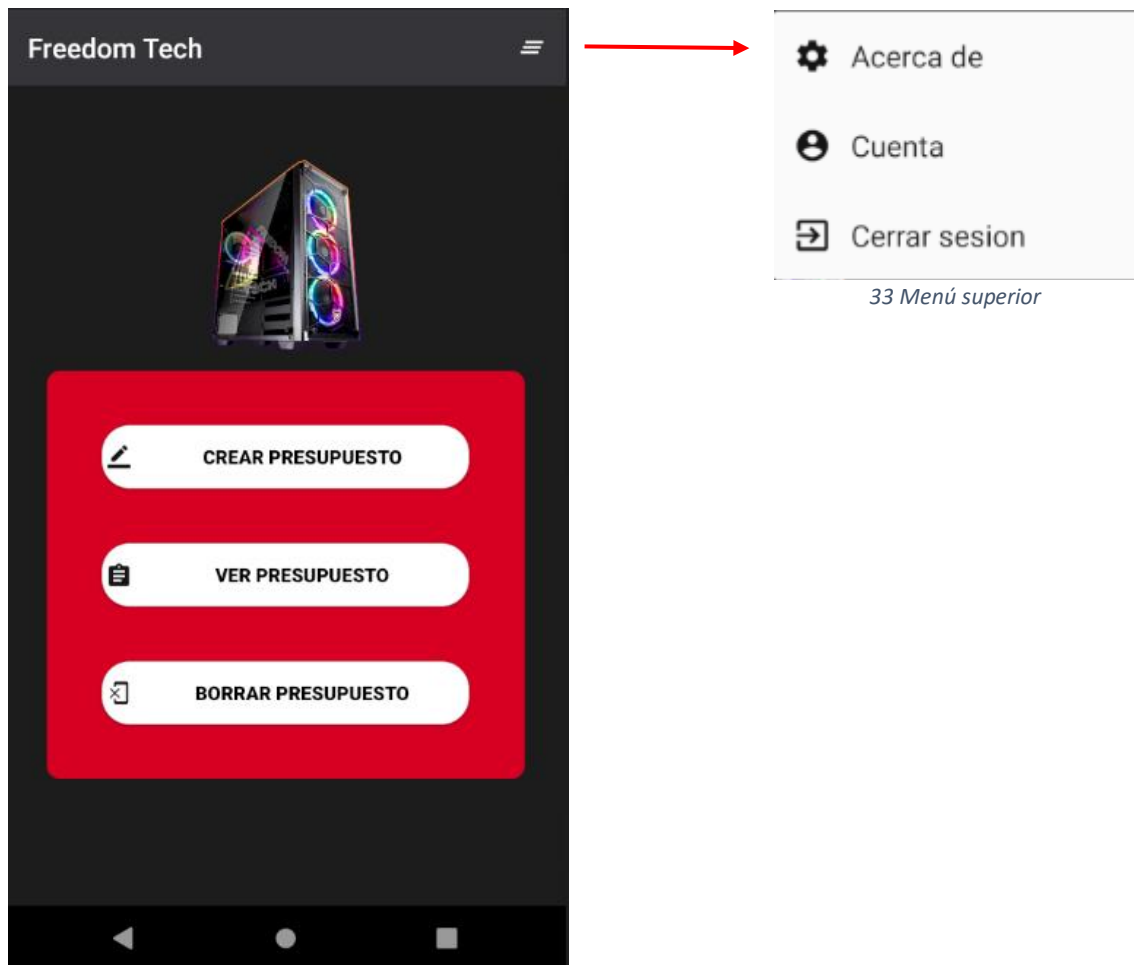 Freedom Tech
CREAR PRESUPUESTO
VER PRESUPUESTO
BORRAR PRESUPUESTO
Acerca de
Cuenta
Cerrar sesion
33 Menú superior